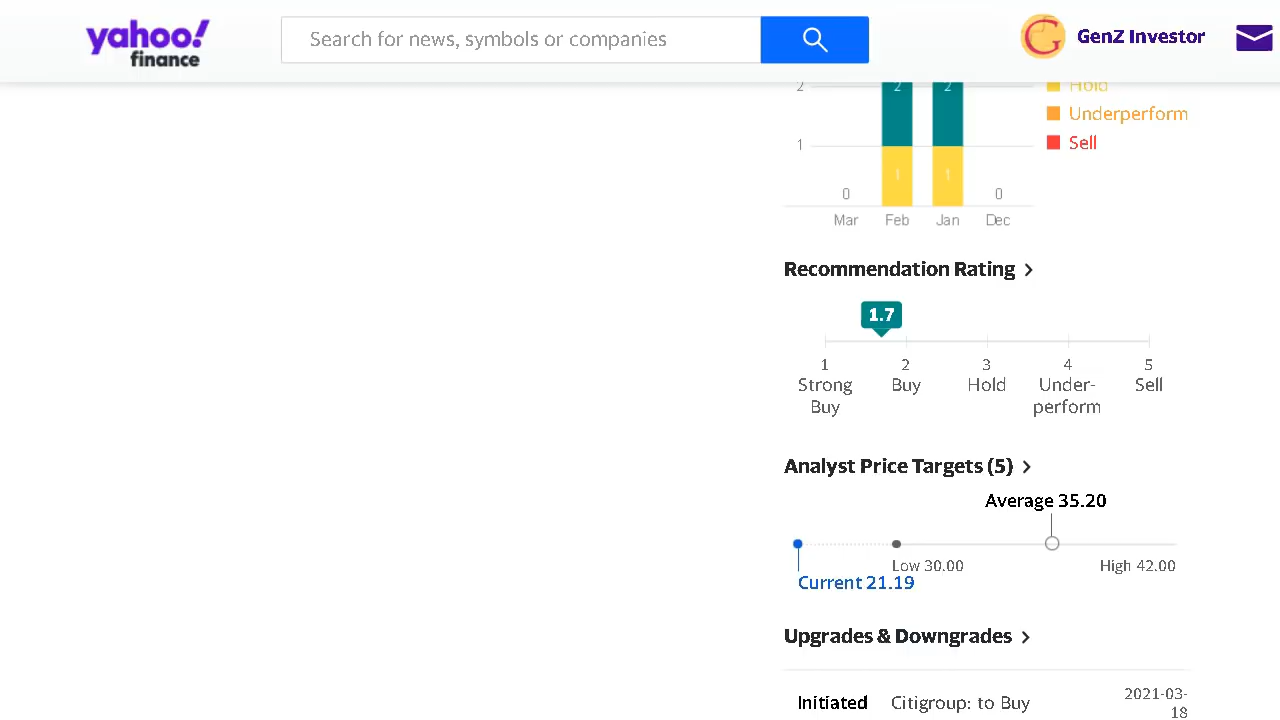 yahoo!
finance
Search for news, symbols or companies
GenZ Investor
2
2
2
Hold
Underperform
1
Sell
1
1
0
0
Mar
Feb
Jan
Dec
Recommendation Rating
1.7
1
2
3
4
5
Strong
Buy
Hold
Under-
Sell
Buy
perform
Analyst Price Targets (5)
Average 35.20
Low 30.00
High 42.00
Current 21.19
Upgrades & Downgrades
Initiated
Citigroup: to Buy
2021-03-
18